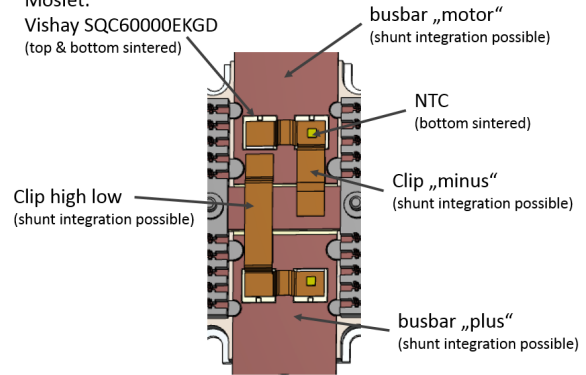 Mosfet:
Vishay SQC60000EKGD
(top & bottom sintered)
busbar „motor“
(shunt integration possible)
NTC
(bottom sintered)
Clip high low
(shunt integration possible)
Clip „minus“
(shunt integration possible)
busbar „plus“
(shunt integration possible)